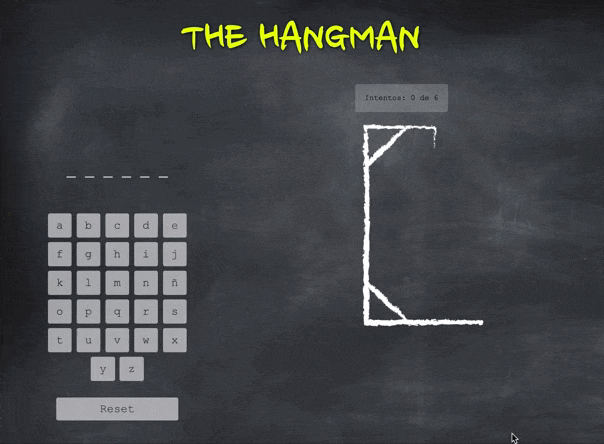 THE HANGMAN
Intentos: 0 de 6
_ _ _ _ _ _
a b c d e
f g h i j
k l m n ñ
o p q r s
t u v w x
y z
Reset